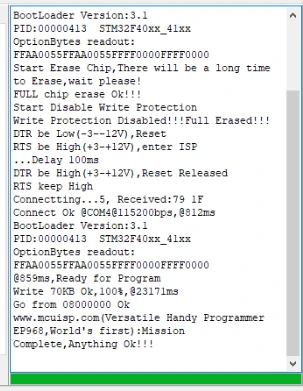 BootLoader Version:3.1
PID:00000413  STM32F40xx_41xx
OptionBytes readout:
FFAA0055FFAA0055FFFF0000FFFF0000
Start Erase Chip,There will be a long time
to Erase,wait please!
FULL chip erase Ok!!!
Start Disable Write Protection
Write Protection Disabled!!!Full Erased!!!
DTR be Low(-3--12V),Reset
RTS be High(+3-+12V),enter ISP
...Delay 100ms
DTR be High(+3-+12V),Reset Released
RTS keep High
Connectting...5, Received:79 1F
Connect Ok @COM4@115200bps,@812ms
BootLoader Version:3.1
PID:00000413  STM32F40xx_41xx
OptionBytes readout:
FFAA0055FFAA0055FFFF0000FFFF0000
@859ms,Ready for Program
Write 70KB Ok,100%,@23171ms
Go from 08000000 Ok
www.mcuisp.com(Versatile Handy Programmer
EP968,World's first):Mission
Complete,Anything Ok!!!